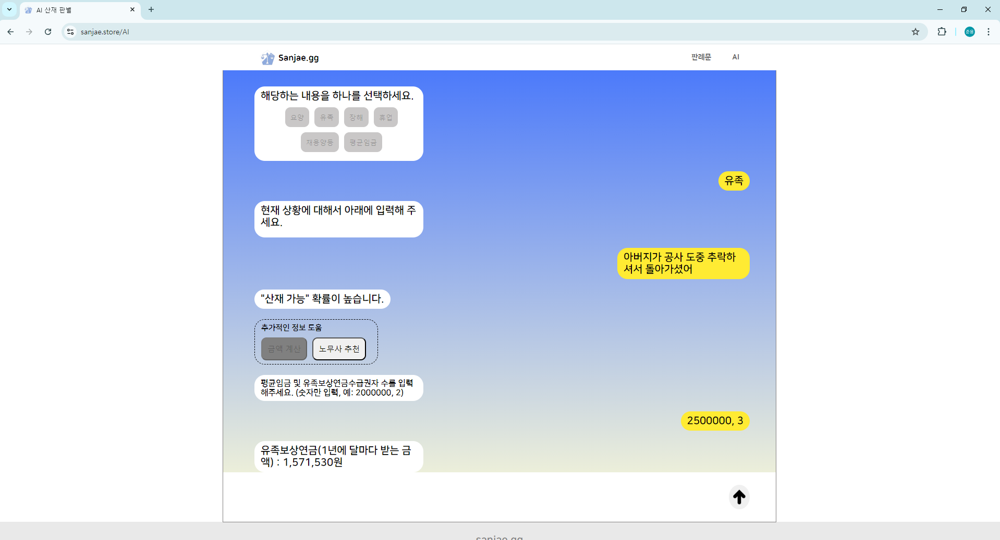 AI 산재 판별
sanjae.store/AI
준용
Sanjae.gg
판례문
AI
해당하는 내용을 하나를 선택하세요.
요양
유족
장해
휴업
재용양등
평균임금
유족
현재 상황에 대해서 아래에 입력해 주
세요.
아버지가 공사 도중 추락하
셔서 돌아가셨어
"산재 가능" 확률이 높습니다.
추가적인 정보 도움
금액 계산
노무사 추천
평균임금 및 유족보상연금수급권자 수를 입력
해주세요. (숫자만 입력, 예: 2000000, 2)
2500000, 3
유족보상연금(1년에 달마다 받는 금
액) : 1,571,530원
sanjae.gg